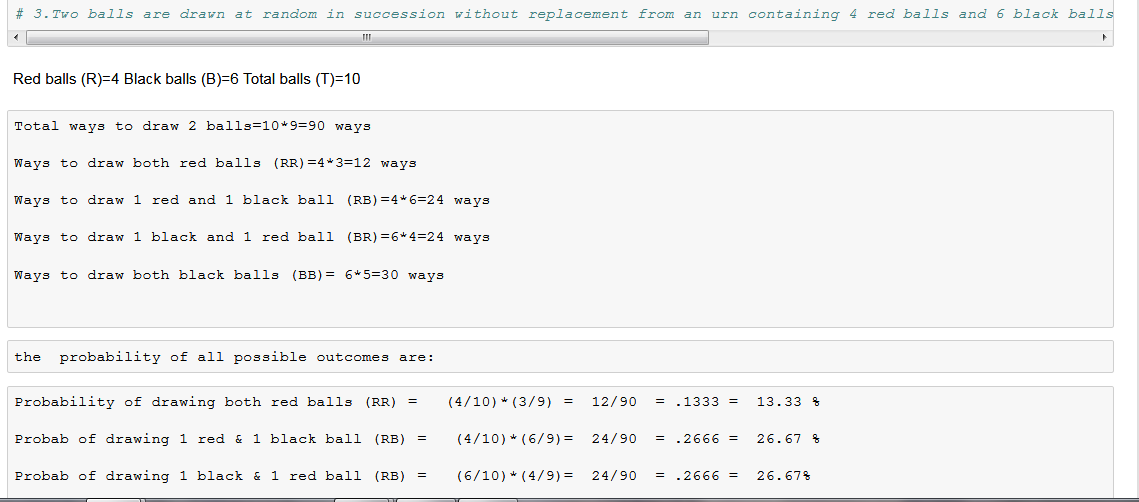 # 3.Two balls are drawn at random in succession without replacement from an urn containing 4 red balls and 6 black balls
Red balls (R)=4 Black balls (B)=6 Total balls (T)=10
Total ways to draw 2 balls=10*9=90 ways
Ways to draw both red balls (RR)=4*3=12 ways
Ways to draw 1 red and 1 black ball (RB)=4*6=24 ways
Ways to draw 1 black and 1 red ball (BR)=6*4=24 ways
Ways to draw both black balls (BB)= 6*5=30 ways
the  probability of all possible outcomes are:
Probability of drawing both red balls (RR) =   (4/10)*(3/9) =  12/90  = .1333 =  13.33 %
Probab of drawing 1 red & 1 black ball (RB) =   (4/10)*(6/9)=  24/90  = .2666 =  26.67 %
Probab of drawing 1 black & 1 red ball (RB) =   (6/10)*(4/9)=  24/90  = .2666 =  26.67%